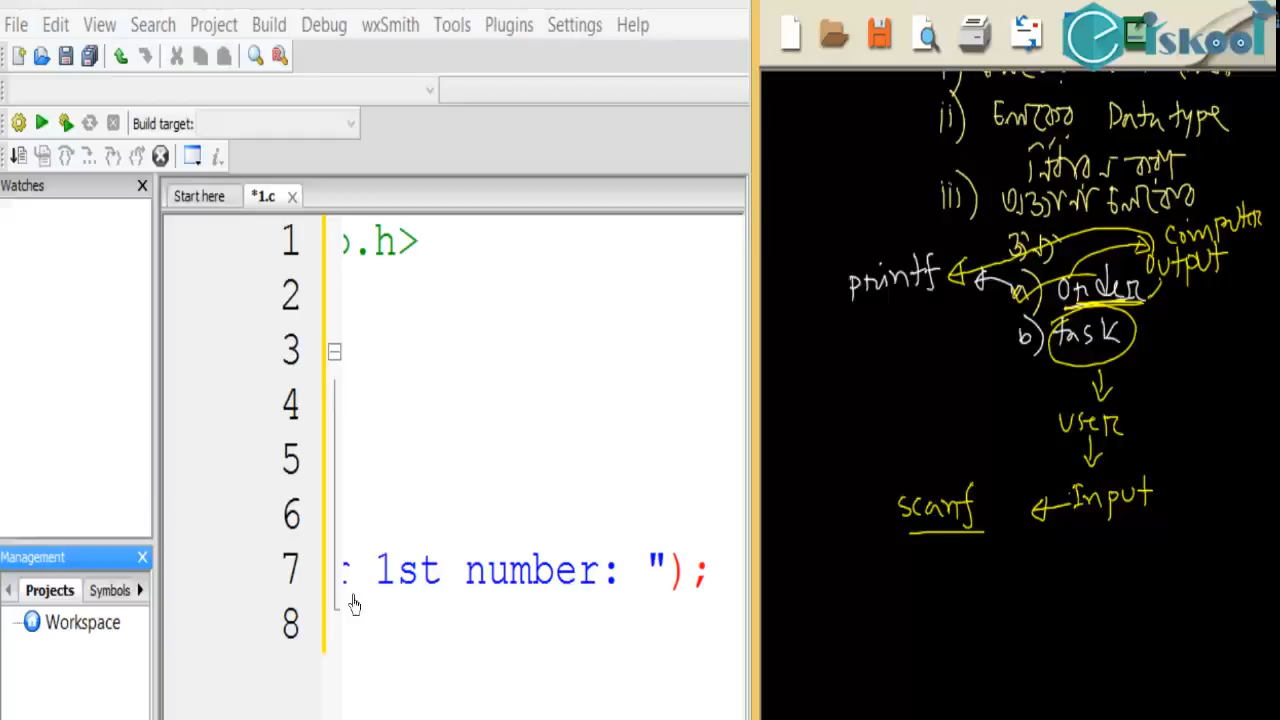 File Edit View Search Project Build Debug wxSmith Tools Plugins Settings Help
eiskool
Build target:
Watches
Start here *1.c
1 o.h>
2
3
4
5
6
7 r 1st number: ");
8
Management
Projects Symbols
Workspace
ii) Data type
iii)
computer
output
printf a) order
b) task
user
scanf Input